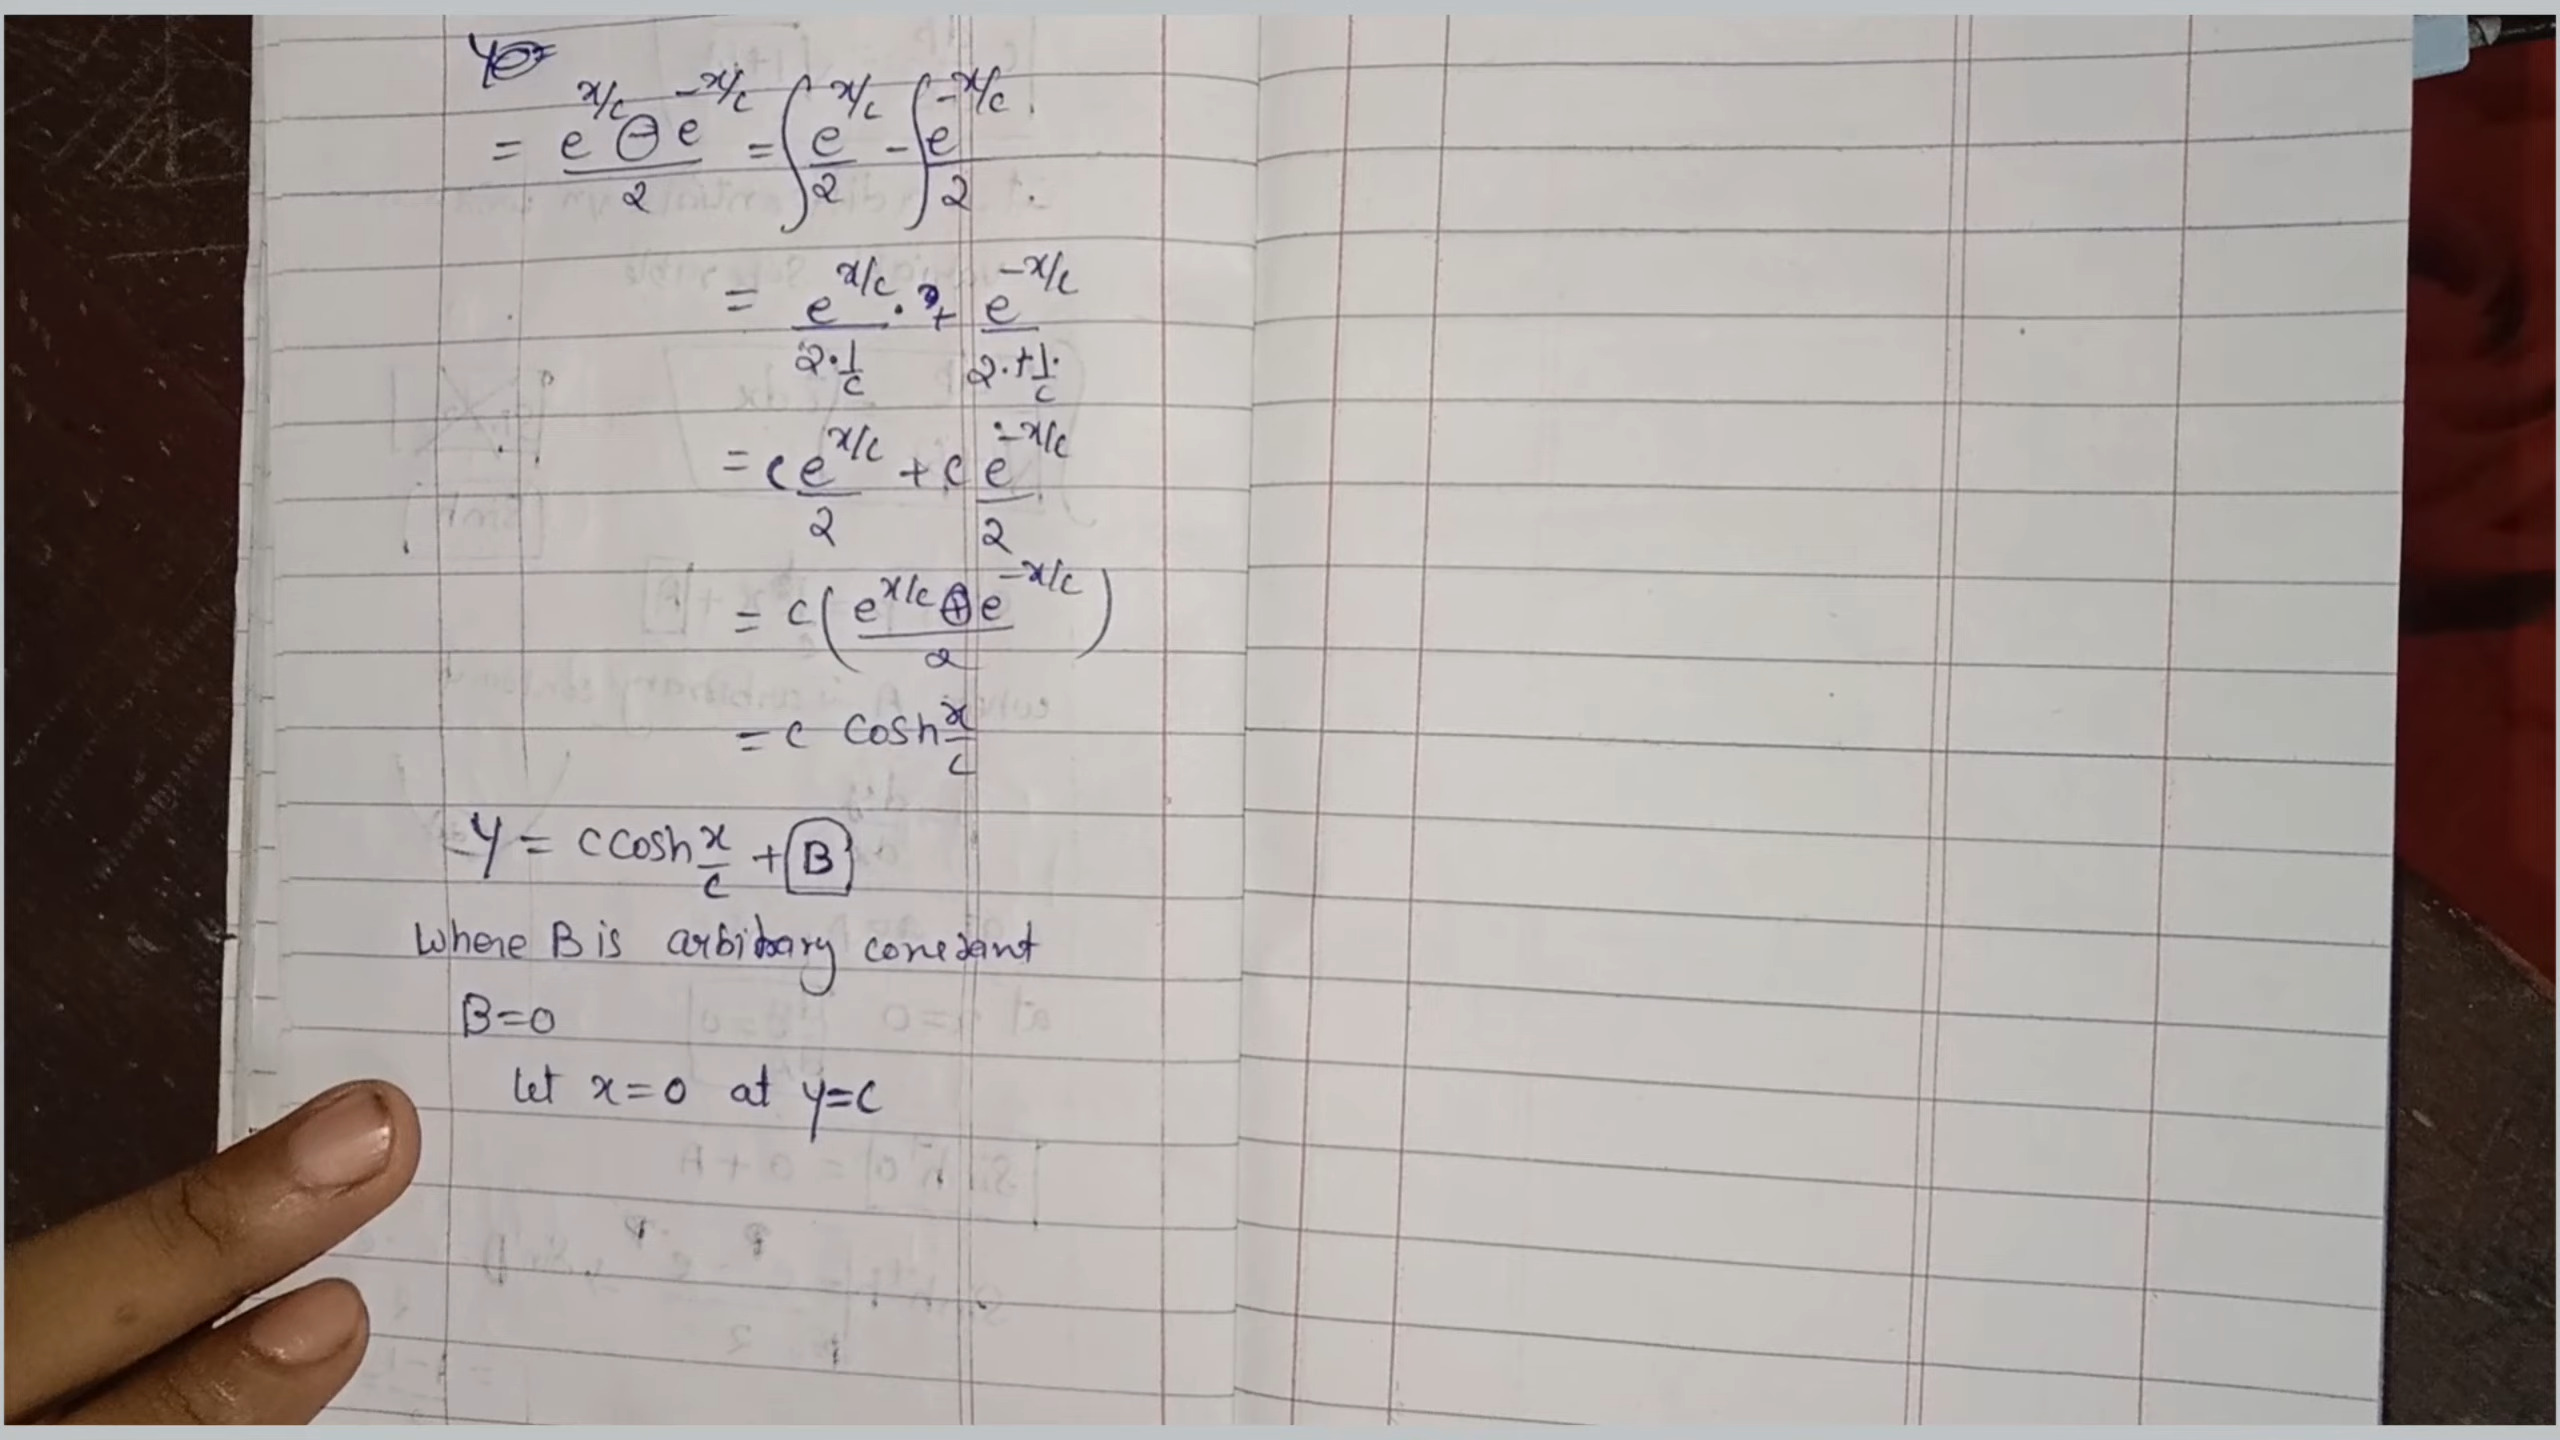 = e^{x/c} ⊖ e^{-x/c} / 2 = ∫ e^{x/c} / 2 - ∫ e^{-x/c} / 2
= e^{x/c} / 2·1/c + e^{-x/c} / 2·+1/c
= c e^{x/c} / 2 + c e^{-x/c} / 2
= c ( e^{x/c} ⊕ e^{-x/c} / 2 )
= c cosh x/c
y = c cosh x/c + B
where B is arbitary constant
B=0
let x=0 at y=c